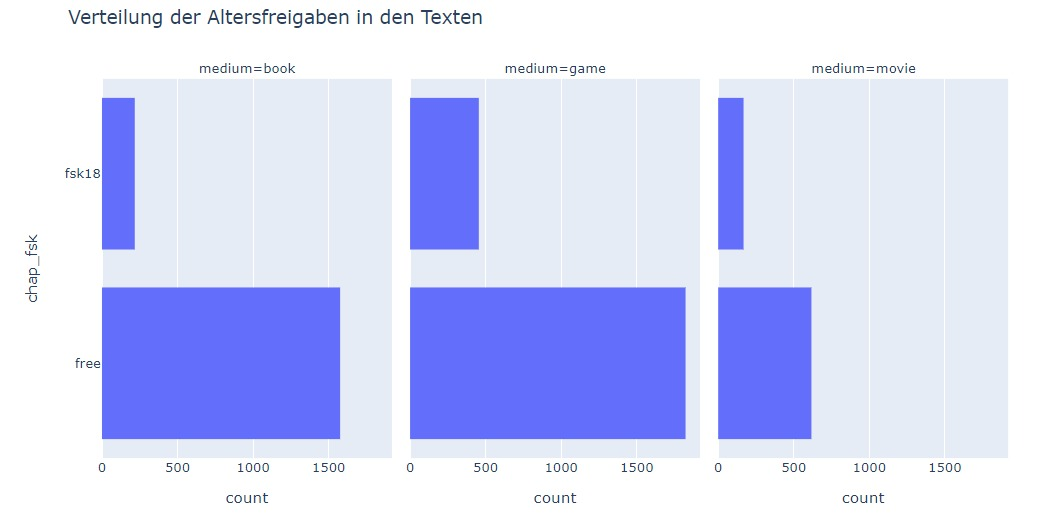 Verteilung der Altersfreigaben in den Texten
medium=book medium=game medium=movie
fsk18
chap_fsk
free
0 500 1000 1500 0 500 1000 1500 0 500 1000 1500
count count count